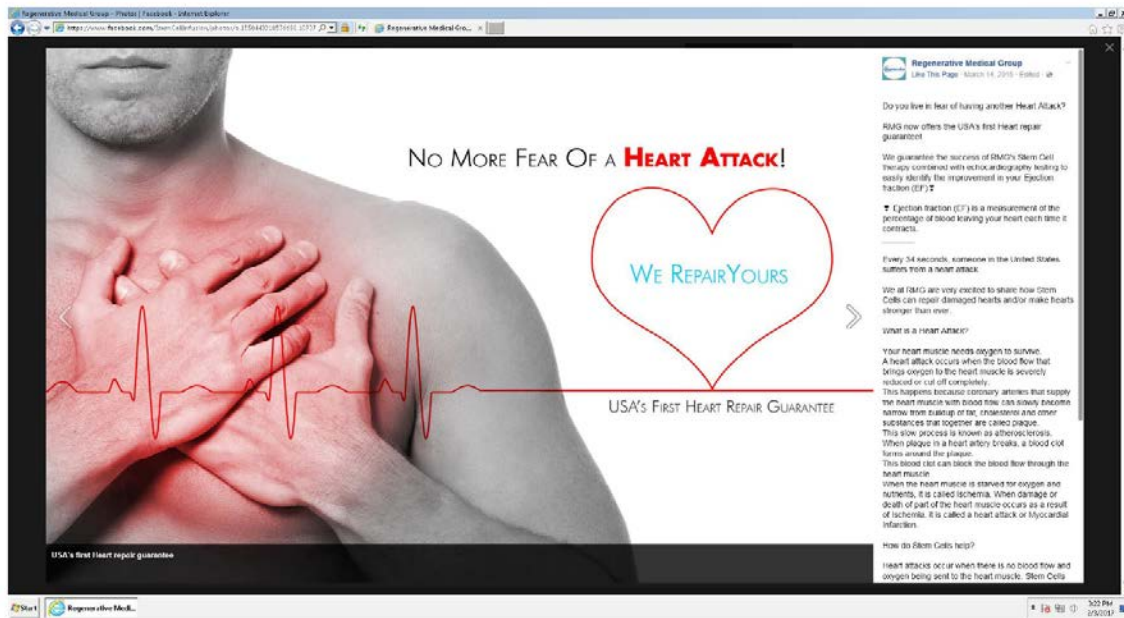 Regenerative Medical Group - Photos | Facebook - Internet Explorer
Regenerative Medical Gro...
NO MORE FEAR OF A HEART ATTACK!
WE REPAIRYOURS
USA'S FIRST HEART REPAIR GUARANTEE
USA's first Heart repair guarantee
Regenerative Medical Group
Like This Page · March 14, 2016 · Edited ·
Do you live in fear of having another Heart Attack?
RMG now offers the USA's first Heart repair
guarantee!
We guarantee the success of RMG's Stem Cell
therapy combined with echocardiography testing to
easily identify the improvement in your Ejection
fraction (EF)❣
❣ Ejection fraction (EF) is a measurement of the
percentage of blood leaving your heart each time it
contracts.
Every 34 seconds, someone in the United States
suffers from a heart attack.
We at RMG are very excited to share how Stem
Cells can repair damaged hearts and/or make hearts
stronger than ever.
What is a Heart Attack?
Your heart muscle needs oxygen to survive.
A heart attack occurs when the blood flow that
brings oxygen to the heart muscle is severely
reduced or cut off completely.
This happens because coronary arteries that supply
the heart muscle with blood flow can slowly become
narrow from buildup of fat, cholesterol and other
substances that together are called plaque.
This slow process is known as atherosclerosis.
When plaque in a heart artery breaks, a blood clot
forms around the plaque.
This blood clot can block the blood flow through the
heart muscle
When the heart muscle is starved for oxygen and
nutrients, it is called Ischemia. When damage or
death of part of the heart muscle occurs as a result
of Ischemia, it is called a heart attack or Myocardial
Infarction.
How do Stem Cells help?
Heart attacks occur when there is no blood flow and
oxygen being sent to the heart muscle. Stem Cells
Start
Regenerative Medi...
3:22 PM
2/3/2017